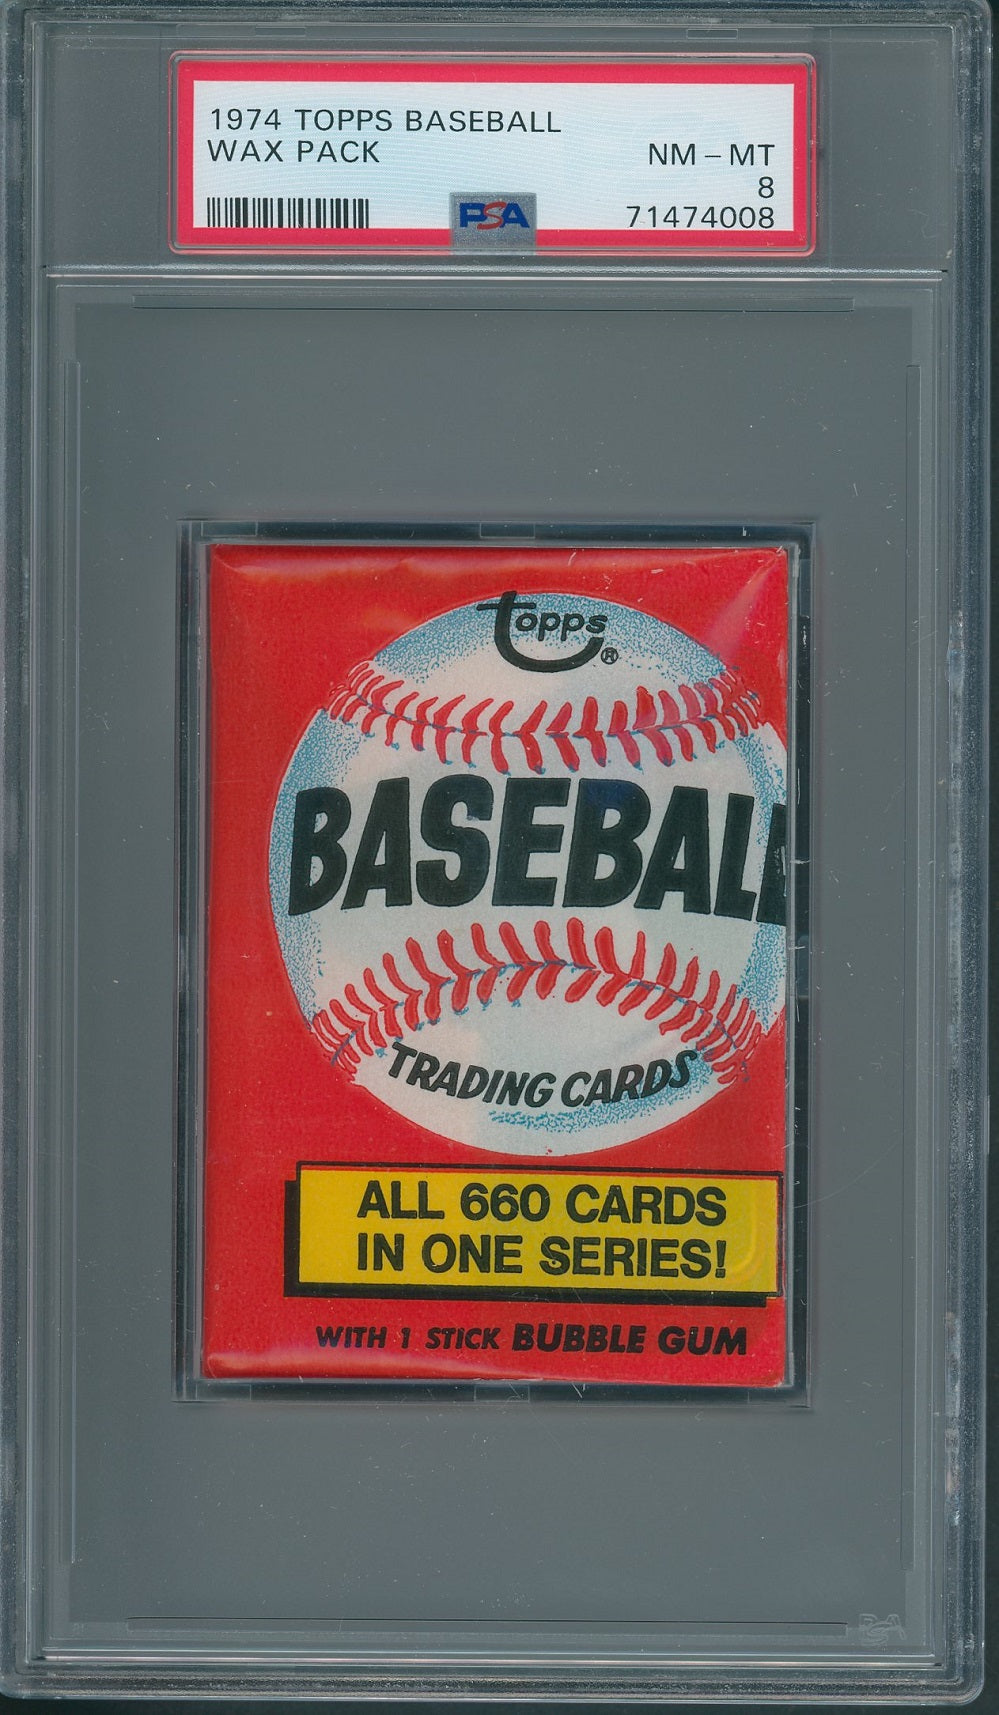 1974 TOPPS BASEBALL
WAX PACK
NM - MT
8
PSA
71474008
Topps®
BASEBALL
TRADING CARDS
ALL 660 CARDS
IN ONE SERIES!
WITH 1 STICK BUBBLE GUM
PSA